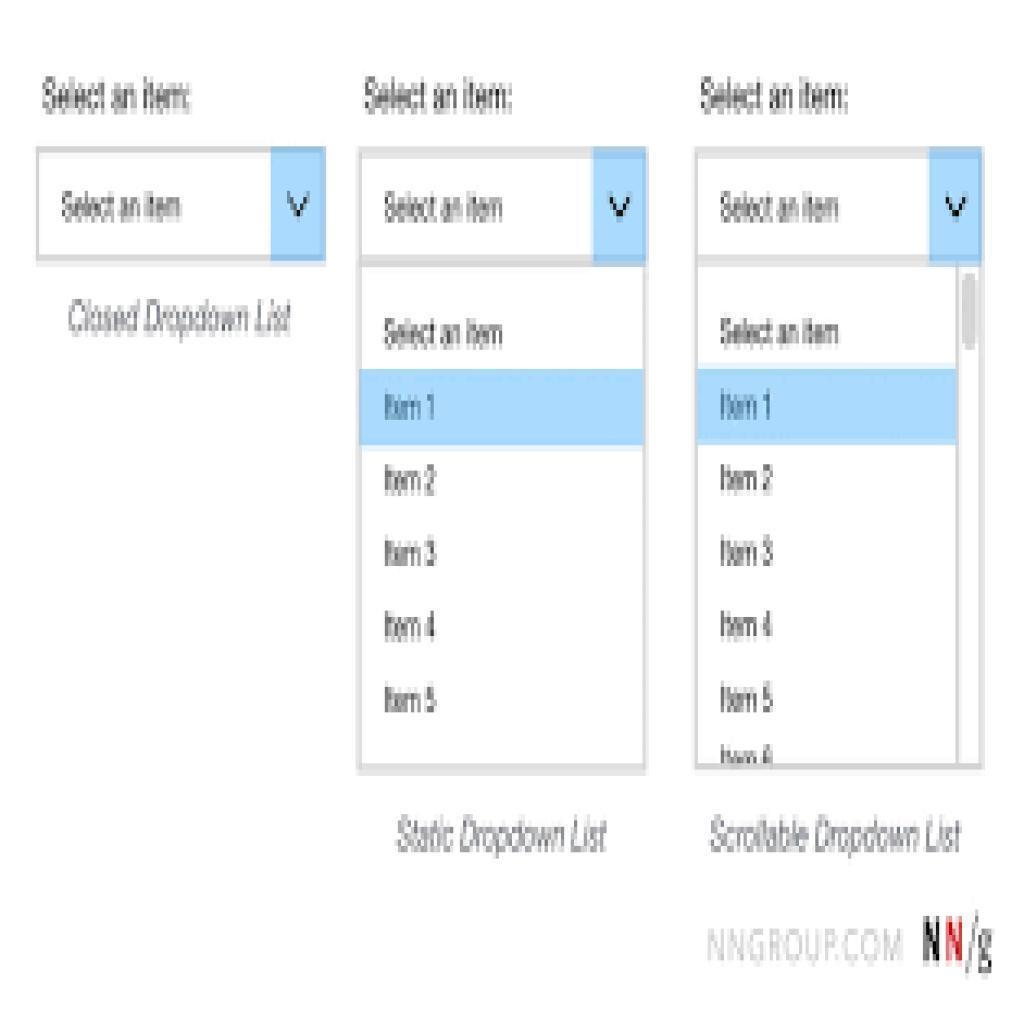 Select an item:
Select an item
Closed Dropdown List
Select an item:
Select an item
Select an item
Item 1
Item 2
Item 3
Item 4
Item 5
Static Dropdown List
Select an item:
Select an item
Select an item
Item 1
Item 2
Item 3
Item 4
Item 5
Item 6
Scrollable Dropdown List
NNGROUP.COM NN/g